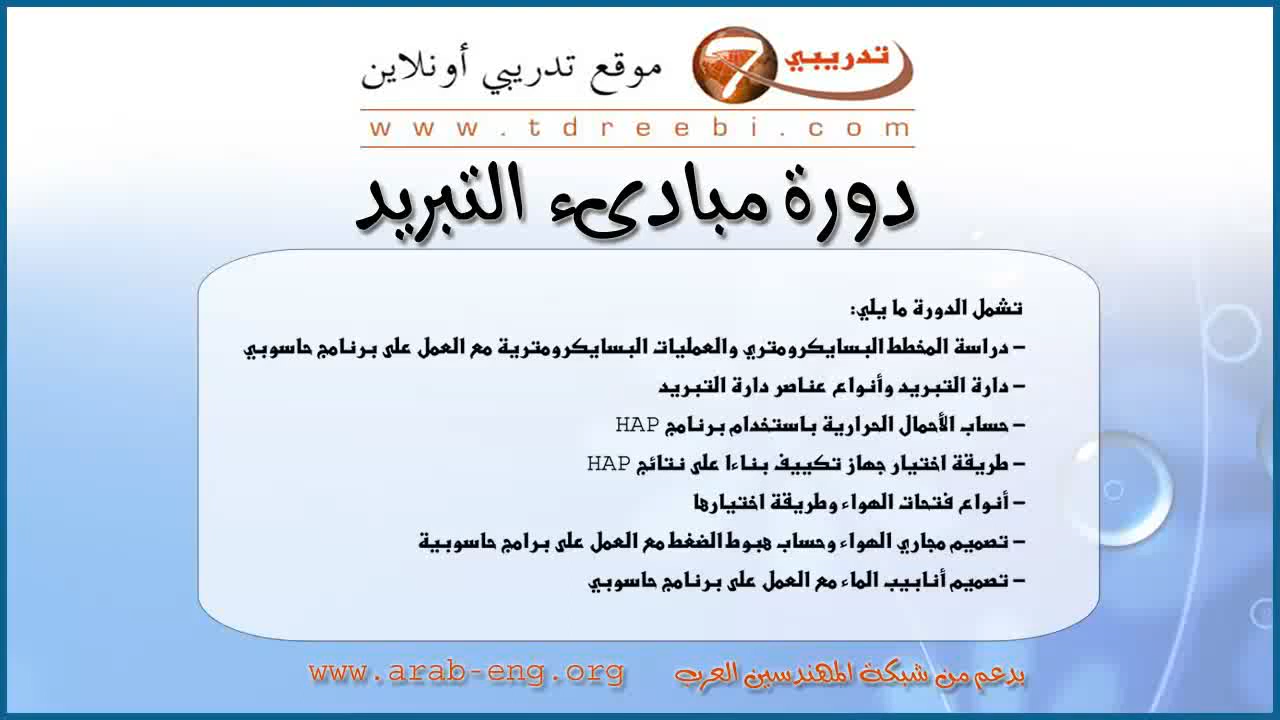 موقع تدريبي أونلاين تدريبي 7
www.tdreebi.com
دورة مبادىء التبريد
تشمل الدورة ما يلي:
- دراسة المخطط البسايكرومتري والعمليات البسايكرومترية مع العمل على برنامج حاسوبي
- دارة التبريد وأنواع عناصر دارة التبريد
- حساب الأحمال الحرارية باستخدام برنامج HAP
- طريقة اختيار جهاز تكييف بناءا على نتائج HAP
- أنواع فتحات الهواء وطريقة اختيارها
- تصميم مجاري الهواء وحساب هبوط الضغط مع العمل على برامج حاسوبية
- تصميم أنابيب الماء مع العمل على برنامج حاسوبي
بدعم من شبكة المهندسين العرب www.arab-eng.org